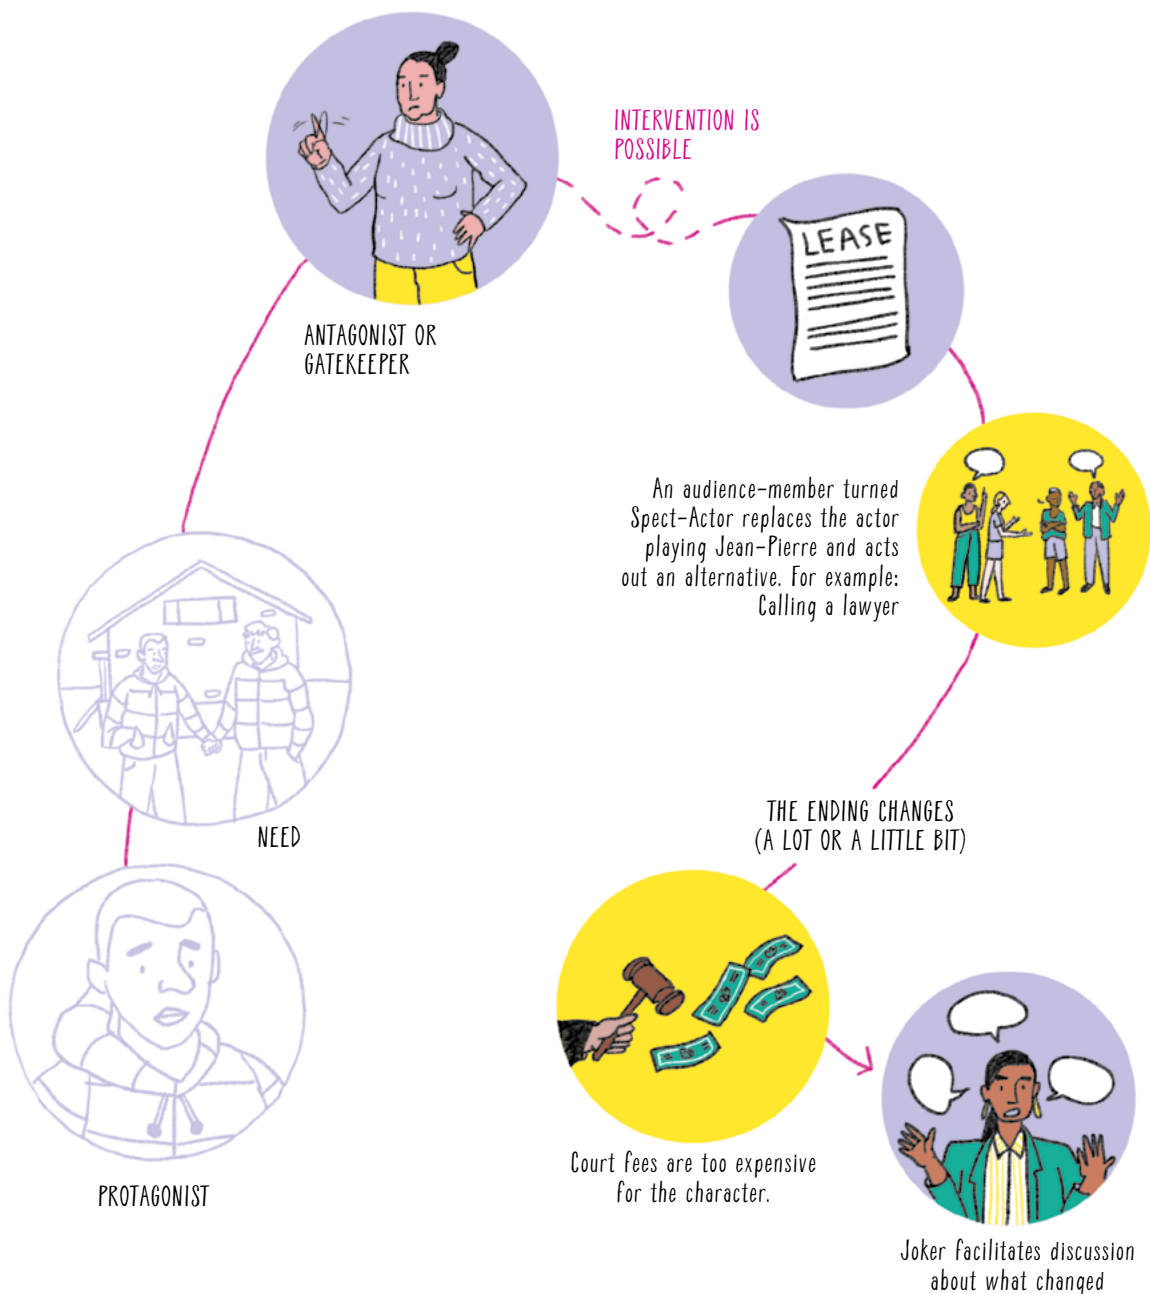 INTERVENTION IS
POSSIBLE
LEASE
ANTAGONIST OR
GATEKEEPER
An audience-member turned
Spect-Actor replaces the actor
playing Jean-Pierre and acts
out an alternative. For example:
Calling a lawyer
NEED
THE ENDING CHANGES
(A LOT OR A LITTLE BIT)
PROTAGONIST
Court fees are too expensive
for the character.
Joker facilitates discussion
about what changed